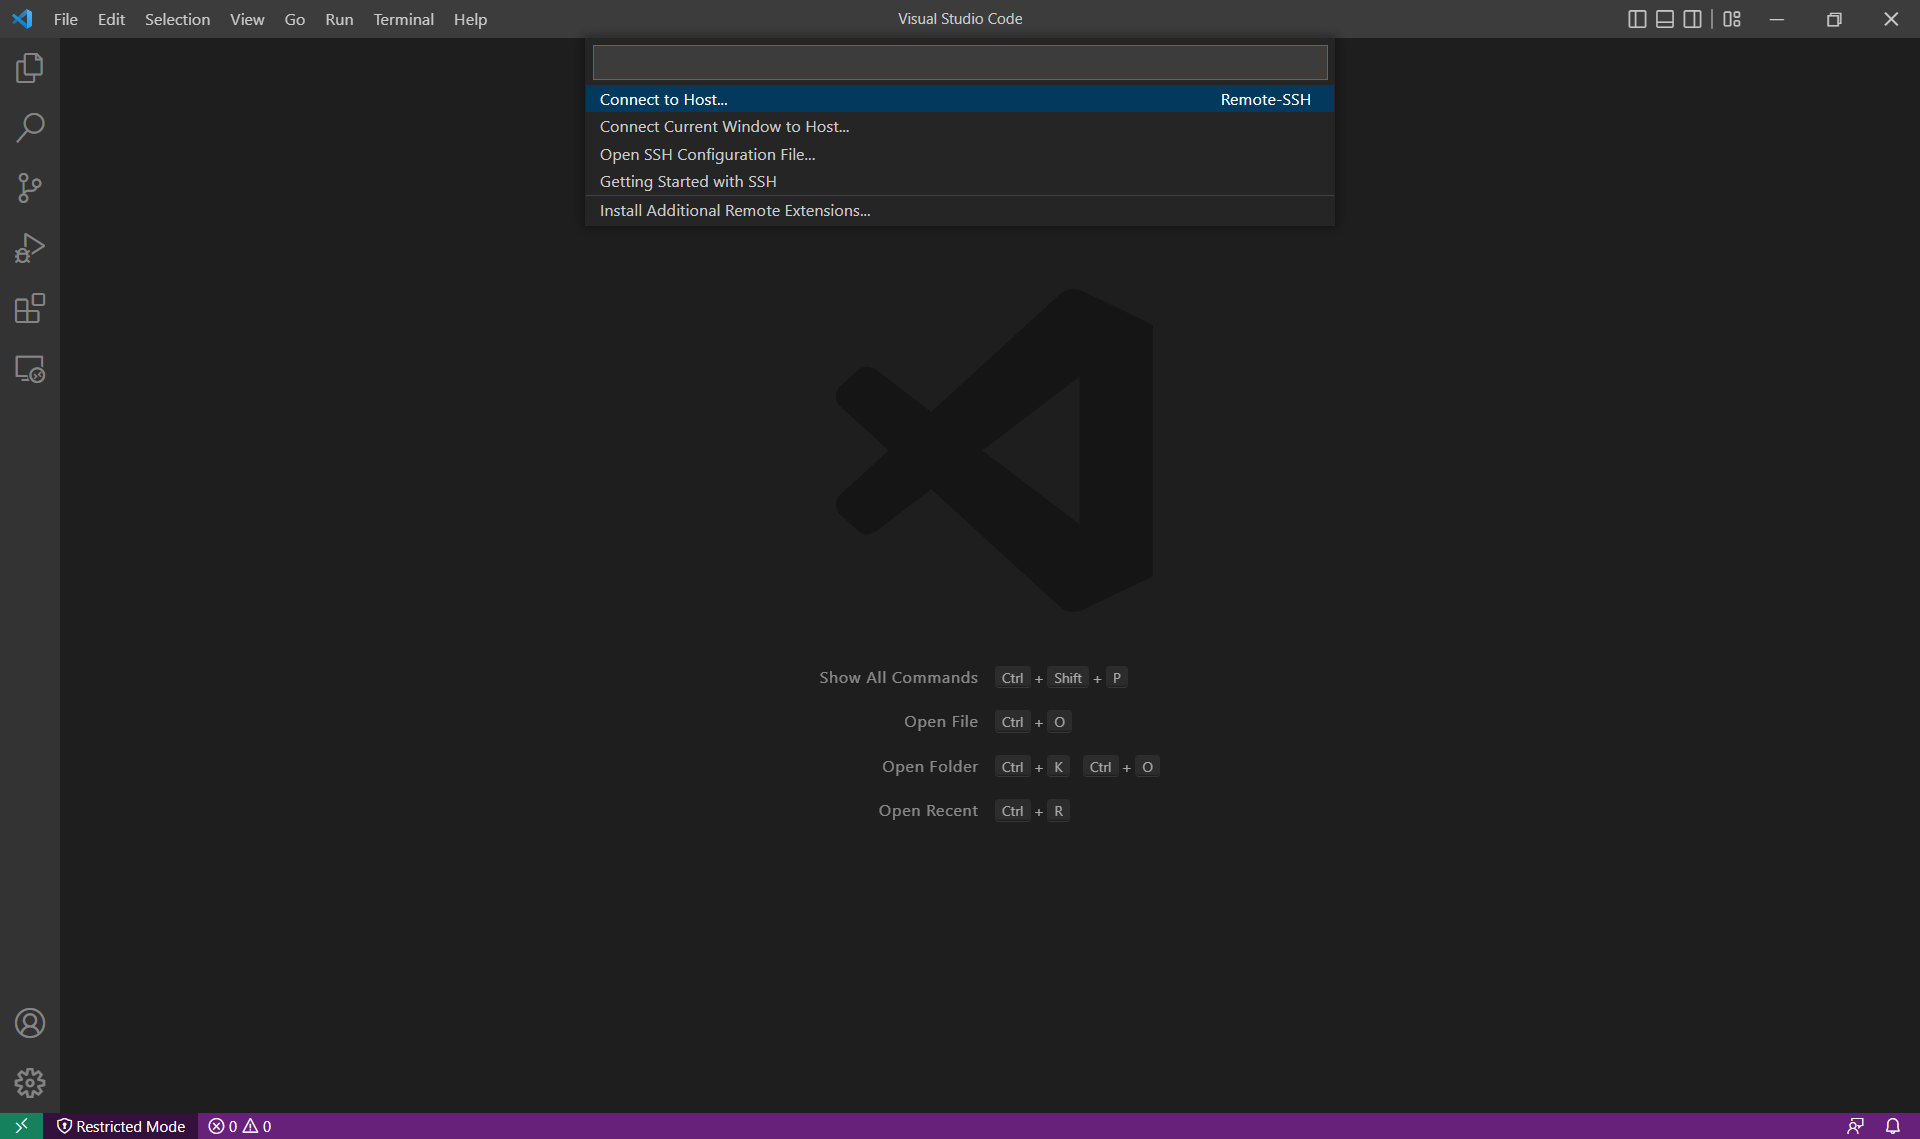 File Edit Selection View Go Run Terminal Help Visual Studio Code
Connect to Host... Remote-SSH
Connect Current Window to Host...
Open SSH Configuration File...
Getting Started with SSH
Install Additional Remote Extensions...
Show All Commands Ctrl + Shift + P
Open File Ctrl + O
Open Folder Ctrl + K Ctrl + O
Open Recent Ctrl + R
Restricted Mode 0 0